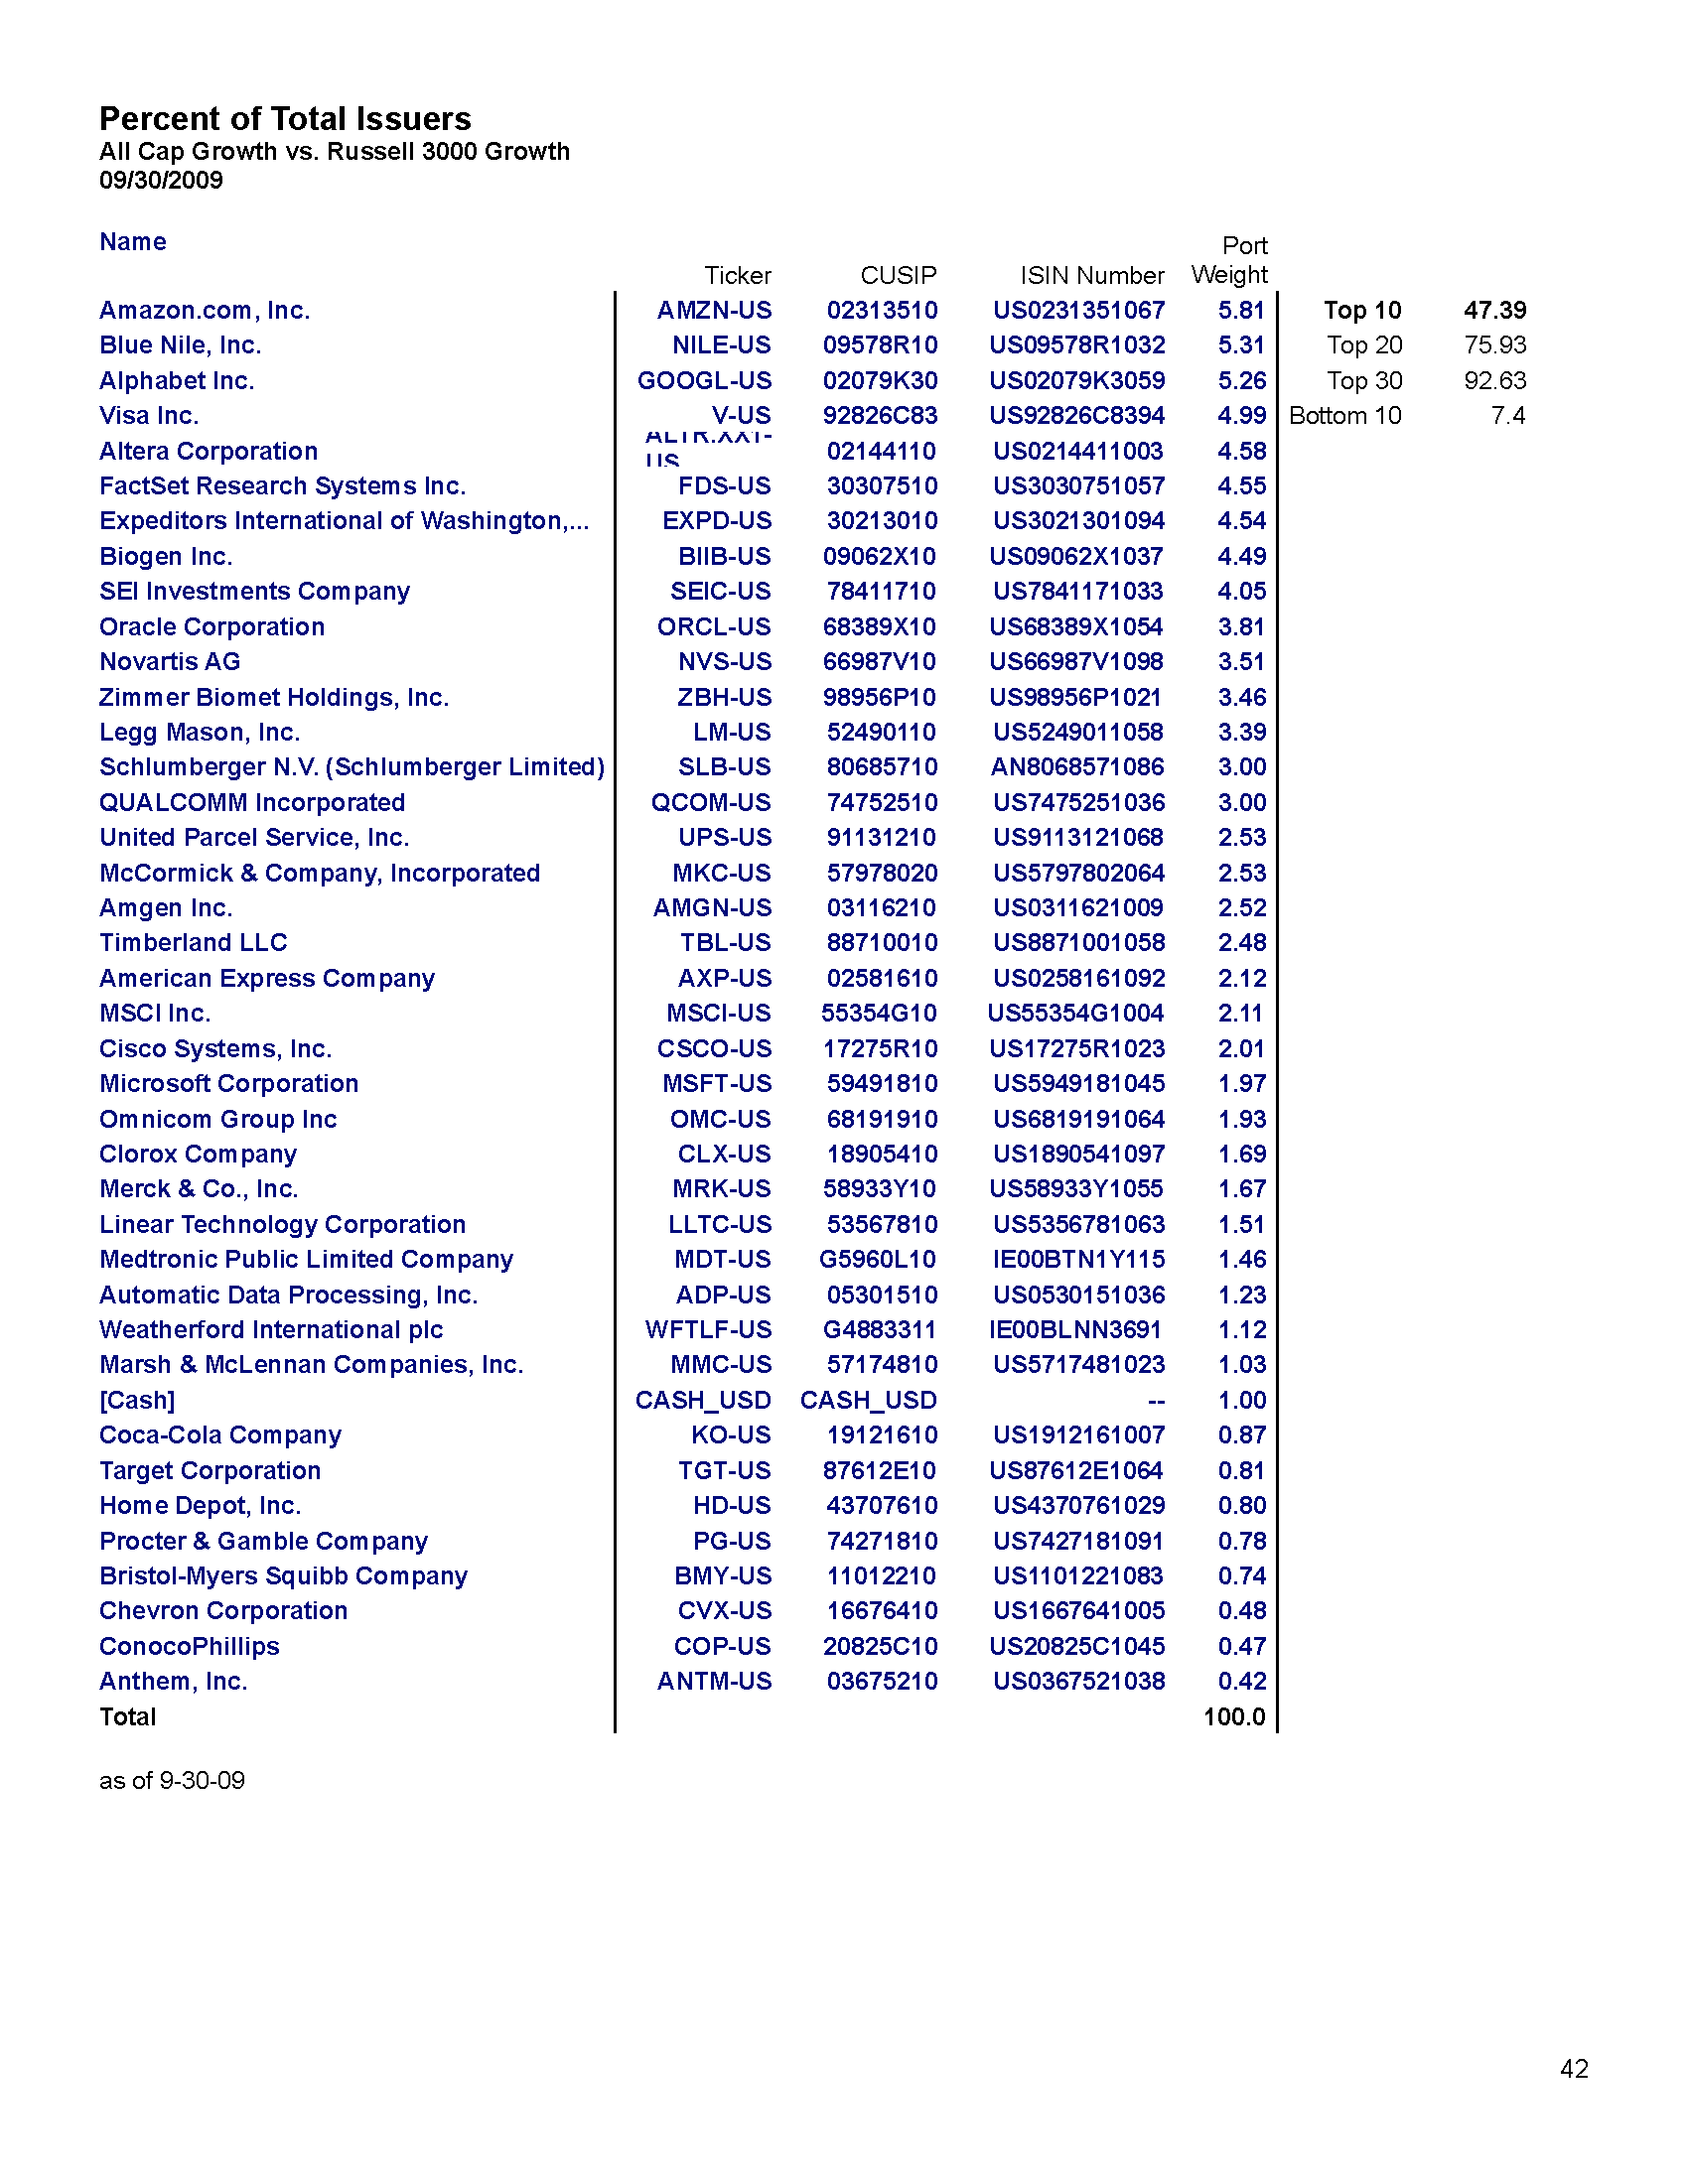 Percent of Total Issuers
All Cap Growth vs. Russell 3000 Growth
09/30/2009
Name Ticker CUSIP ISIN Number Port Weight
Amazon.com, Inc. AMZN-US 02313510 US0231351067 5.81 Top 10 47.39
Blue Nile, Inc. NILE-US 09578R10 US09578R1032 5.31 Top 20 75.93
Alphabet Inc. GOOGL-US 02079K30 US02079K3059 5.26 Top 30 92.63
Visa Inc. V-US 92826C83 US92826C8394 4.99 Bottom 10 7.4
Altera Corporation 02144110 US0214411003 4.58
FactSet Research Systems Inc. FDS-US 30307510 US3030751057 4.55
Expeditors International of Washington,... EXPD-US 30213010 US3021301094 4.54
Biogen Inc. BIIB-US 09062X10 US09062X1037 4.49
SEI Investments Company SEIC-US 78411710 US7841171033 4.05
Oracle Corporation ORCL-US 68389X10 US68389X1054 3.81
Novartis AG NVS-US 66987V10 US66987V1098 3.51
Zimmer Biomet Holdings, Inc. ZBH-US 98956P10 US98956P1021 3.46
Legg Mason, Inc. LM-US 52490110 US5249011058 3.39
Schlumberger N.V. (Schlumberger Limited) SLB-US 80685710 AN8068571086 3.00
QUALCOMM Incorporated QCOM-US 74752510 US7475251036 3.00
United Parcel Service, Inc. UPS-US 91131210 US9113121068 2.53
McCormick & Company, Incorporated MKC-US 57978020 US5797802064 2.53
Amgen Inc. AMGN-US 03116210 US0311621009 2.52
Timberland LLC TBL-US 88710010 US8871001058 2.48
American Express Company AXP-US 02581610 US0258161092 2.12
MSCI Inc. MSCI-US 55354G10 US55354G1004 2.11
Cisco Systems, Inc. CSCO-US 17275R10 US17275R1023 2.01
Microsoft Corporation MSFT-US 59491810 US5949181045 1.97
Omnicom Group Inc OMC-US 68191910 US6819191064 1.93
Clorox Company CLX-US 18905410 US1890541097 1.69
Merck & Co., Inc. MRK-US 58933Y10 US58933Y1055 1.67
Linear Technology Corporation LLTC-US 53567810 US5356781063 1.51
Medtronic Public Limited Company MDT-US G5960L10 IE00BTN1Y115 1.46
Automatic Data Processing, Inc. ADP-US 05301510 US0530151036 1.23
Weatherford International plc WFTLF-US G4883311 IE00BLNN3691 1.12
Marsh & McLennan Companies, Inc. MMC-US 57174810 US5717481023 1.03
[Cash] CASH_USD CASH_USD -- 1.00
Coca-Cola Company KO-US 19121610 US1912161007 0.87
Target Corporation TGT-US 87612E10 US87612E1064 0.81
Home Depot, Inc. HD-US 43707610 US4370761029 0.80
Procter & Gamble Company PG-US 74271810 US7427181091 0.78
Bristol-Myers Squibb Company BMY-US 11012210 US1101221083 0.74
Chevron Corporation CVX-US 16676410 US1667641005 0.48
ConocoPhillips COP-US 20825C10 US20825C1045 0.47
Anthem, Inc. ANTM-US 03675210 US0367521038 0.42
Total 100.0
as of 9-30-09
42